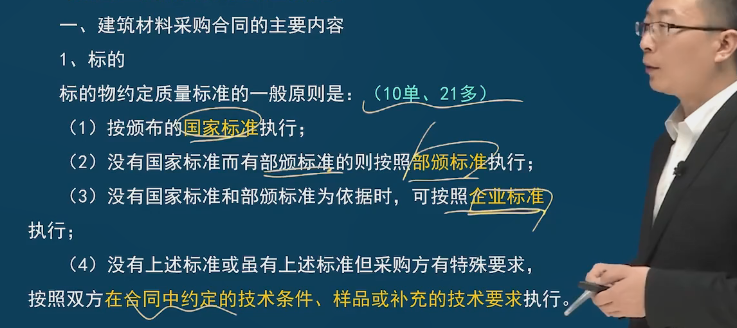 一、建筑材料采购合同的主要内容
1、标的
标的物约定质量标准的一般原则是：（10单、21多）
（1）按颁布的国家标准执行；
（2）没有国家标准而有部颁标准的则按照部颁标准执行；
（3）没有国家标准和部颁标准为依据时，可按照企业标准
执行；
（4）没有上述标准或虽有上述标准但采购方有特殊要求，
按照双方在合同中约定的技术条件、样品或补充的技术要求执行。